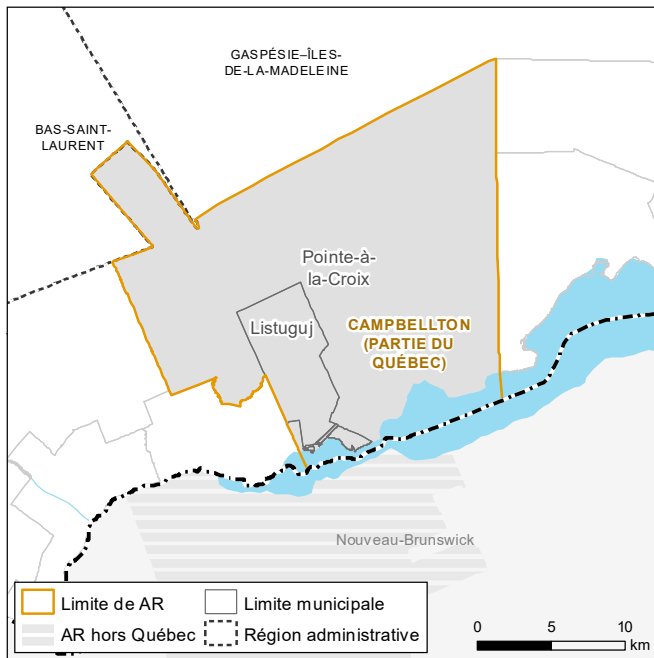 GASPÉSIE–ÎLES-
DE-LA-MADELEINE
BAS-SAINT-
LAURENT
Pointe-à-
la-Croix
Listuguj
CAMPBELLTON
(PARTIE DU
QUÉBEC)
Nouveau-Brunswick
Limite de AR
Limite municipale
AR hors Québec
Région administrative
0 5 10
km